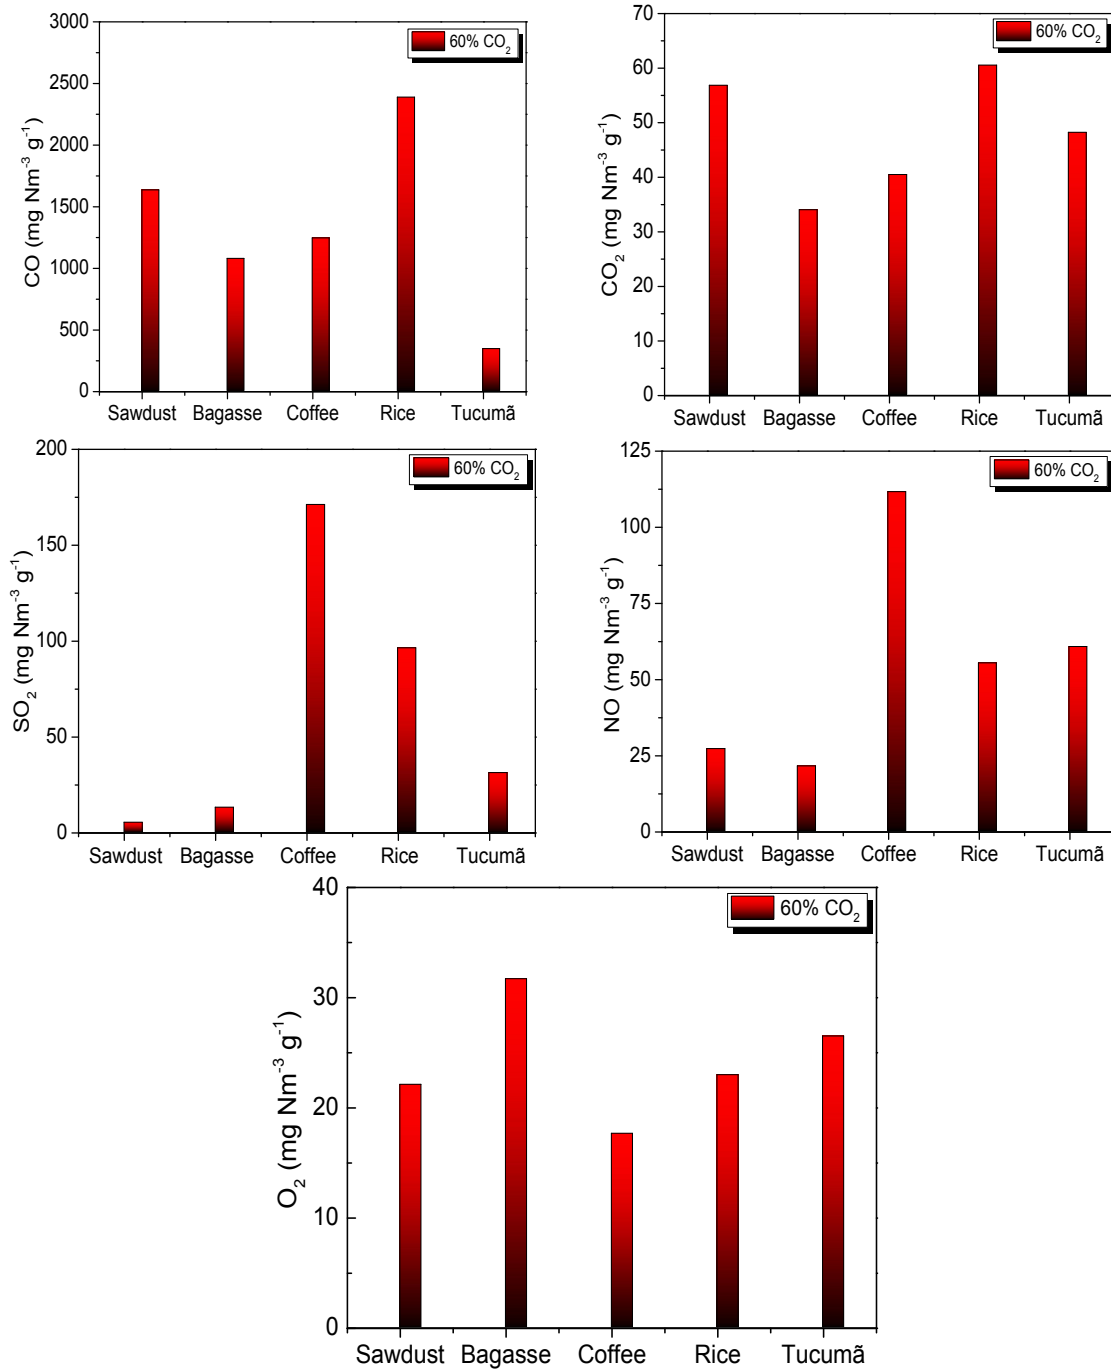 3000
2500
2000
1500
1000
500
0
CO (mg Nm⁻³ g⁻¹)
60% CO₂
Sawdust Bagasse Coffee Rice Tucumã
70
60
50
40
30
20
10
0
CO₂ (mg Nm⁻³ g⁻¹)
60% CO₂
Sawdust Bagasse Coffee Rice Tucumã
200
150
100
50
0
SO₂ (mg Nm⁻³ g⁻¹)
60% CO₂
Sawdust Bagasse Coffee Rice Tucumã
125
100
75
50
25
0
NO (mg Nm⁻³ g⁻¹)
60% CO₂
Sawdust Bagasse Coffee Rice Tucumã
40
30
20
10
0
O₂ (mg Nm⁻³ g⁻¹)
60% CO₂
Sawdust Bagasse Coffee Rice Tucumã